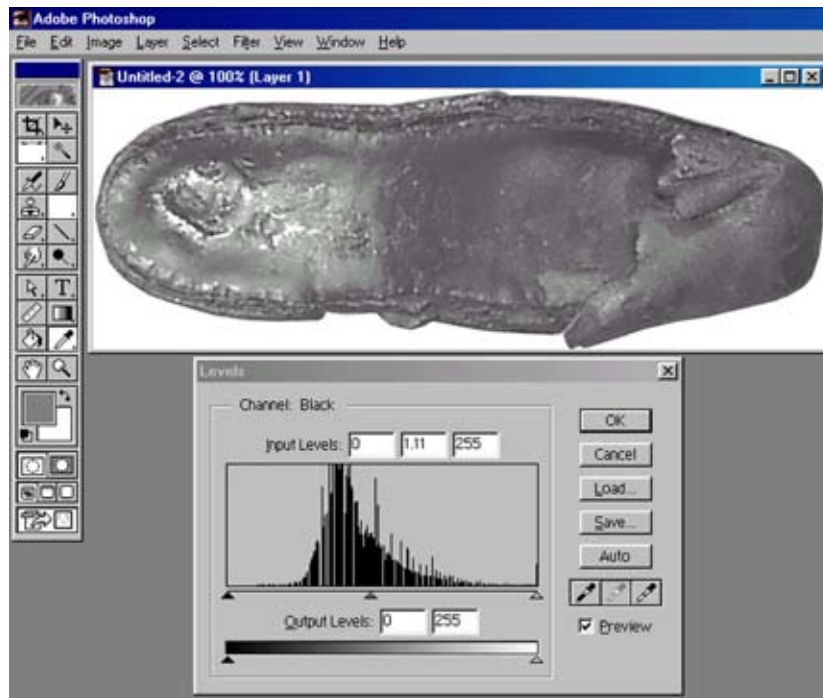 Adobe Photoshop
File Edit Image Layer Select Filter View Window Help
Untitled-2 @ 100% (Layer 1)
T
Levels
Channel: Black
Input Levels: 0 1,11 255
Output Levels: 0 255
OK
Cancel
Load...
Save...
Auto
Preview